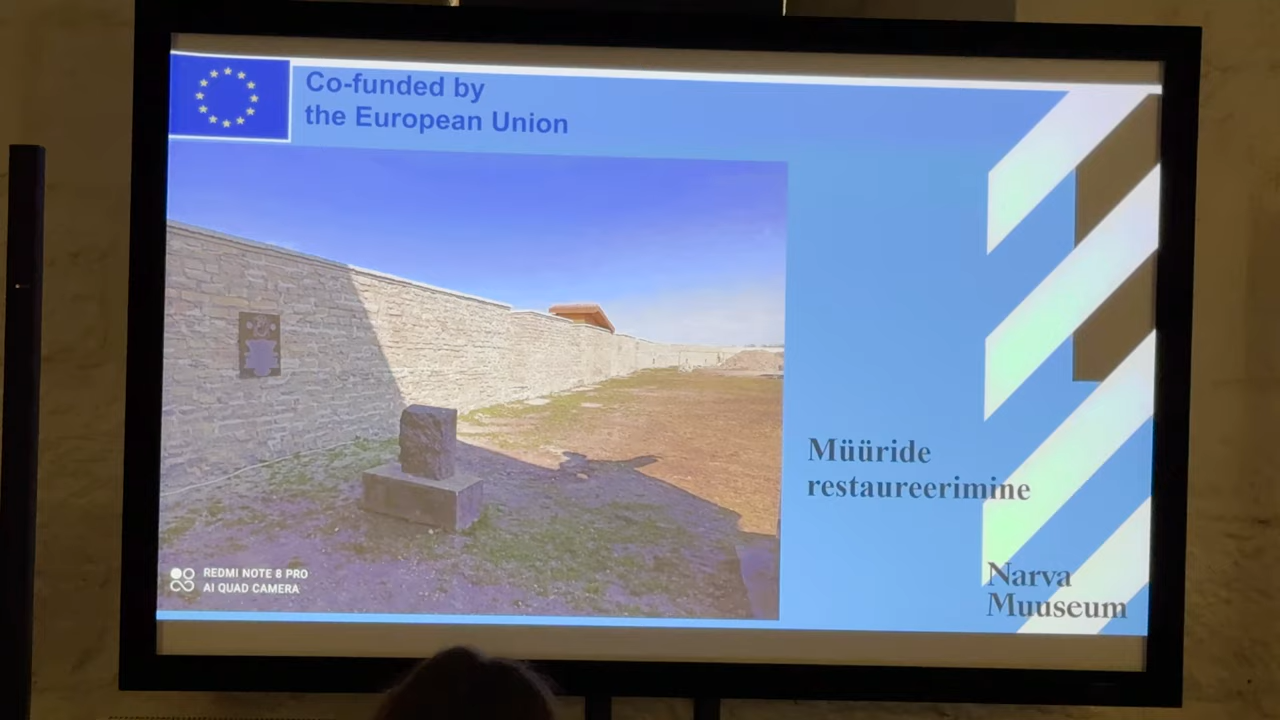 Co-funded by
the European Union
Müüride
restaureerimine
REDMI NOTE 8 PRO
AI QUAD CAMERA
Narva
Muuseum